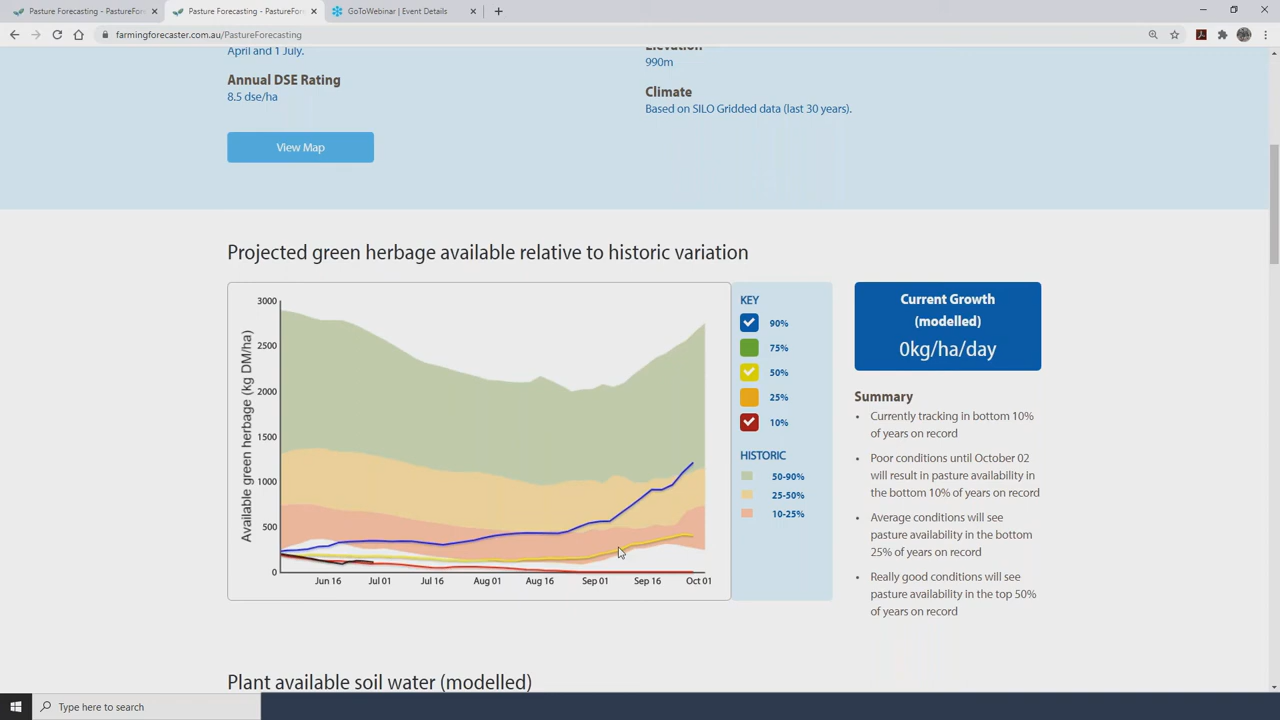 Pasture Forecasting - PastureFor
Pasture Forecasting - PastureFor
GoToWebinar | Event Details
farmingforecaster.com.au/PastureForecasting
April and 1 July.
Elevation
990m
Annual DSE Rating
8.5 dse/ha
Climate
Based on SILO Gridded data (last 30 years).
View Map
Projected green herbage available relative to historic variation
Available green herbage (kg DM/ha)
3000
2500
2000
1500
1000
500
0
Jun 16
Jul 01
Jul 16
Aug 01
Aug 16
Sep 01
Sep 16
Oct 01
KEY
90%
75%
50%
25%
10%
HISTORIC
50-90%
25-50%
10-25%
Current Growth
(modelled)
0kg/ha/day
Summary
• Currently tracking in bottom 10%
of years on record
• Poor conditions until October 02
will result in pasture availability in
the bottom 10% of years on record
• Average conditions will see
pasture availability in the bottom
25% of years on record
• Really good conditions will see
pasture availability in the top 50%
of years on record
Plant available soil water (modelled)
Type here to search